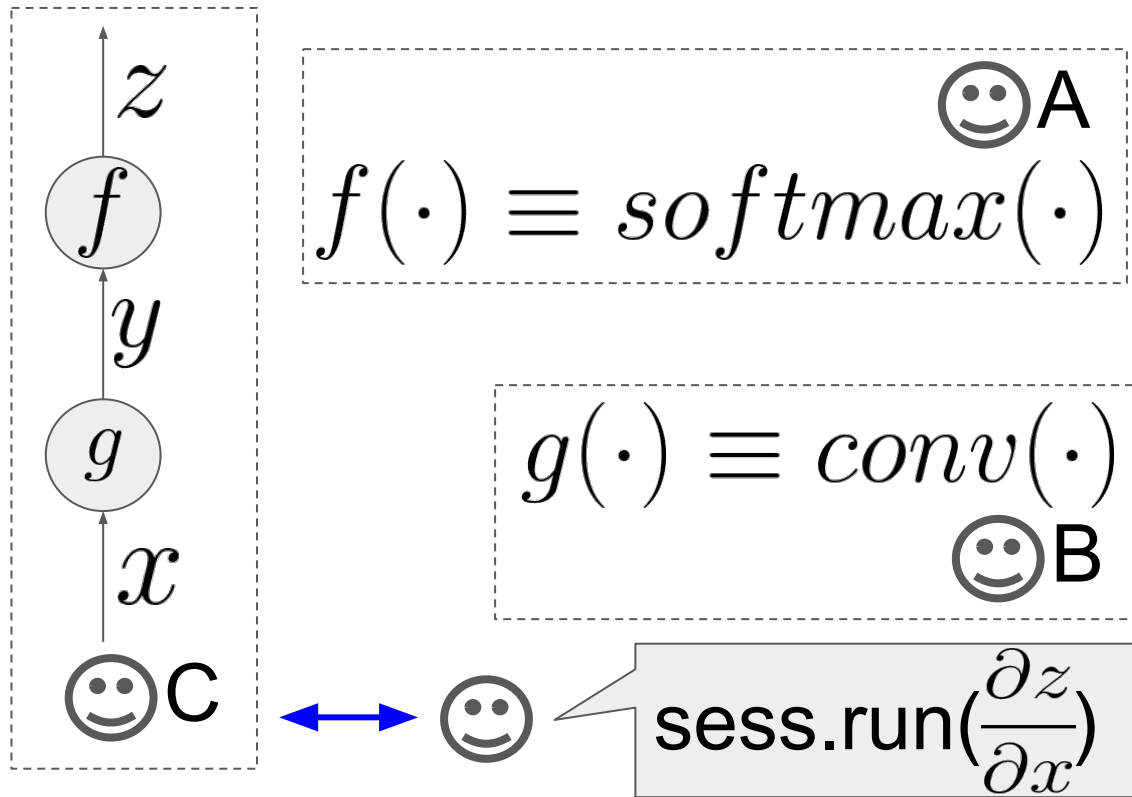 z
f
y
g
x
C
A
f(·) ≡ softmax(·)
g(·) ≡ conv(·)
B
sess.run(∂z/∂x)